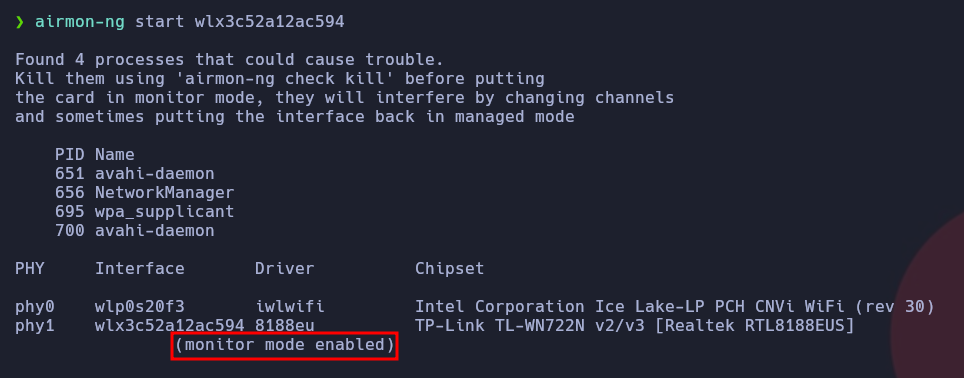 ❯ airmon-ng start wlx3c52a12ac594
Found 4 processes that could cause trouble.
Kill them using 'airmon-ng check kill' before putting
the card in monitor mode, they will interfere by changing channels
and sometimes putting the interface back in managed mode
PID Name
651 avahi-daemon
656 NetworkManager
695 wpa_supplicant
700 avahi-daemon
PHY Interface Driver Chipset
phy0 wlp0s20f3 iwlwifi Intel Corporation Ice Lake-LP PCH CNVi WiFi (rev 30)
phy1 wlx3c52a12ac594 8188eu TP-Link TL-WN722N v2/v3 [Realtek RTL8188EUS]
(monitor mode enabled)